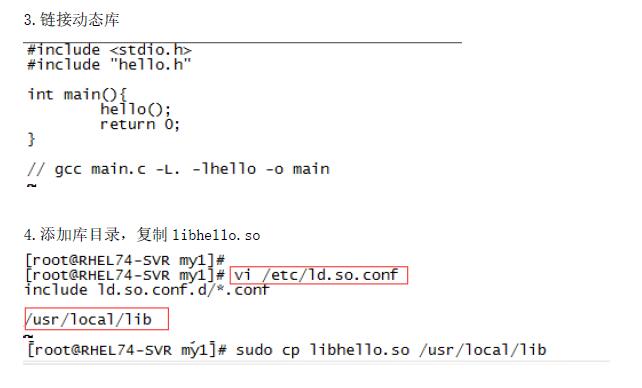 3.链接动态库
#include <stdio.h>
#include "hello.h"
int main(){
hello();
return 0;
}
// gcc main.c -L. -lhello -o main
~
4.添加库目录，复制 libhello.so
[root@RHEL74-SVR my1]#
[root@RHEL74-SVR my1]# vi /etc/ld.so.conf
include ld.so.conf.d/*.conf
/usr/local/lib
~
[root@RHEL74-SVR my1]# sudo cp libhello.so /usr/local/lib